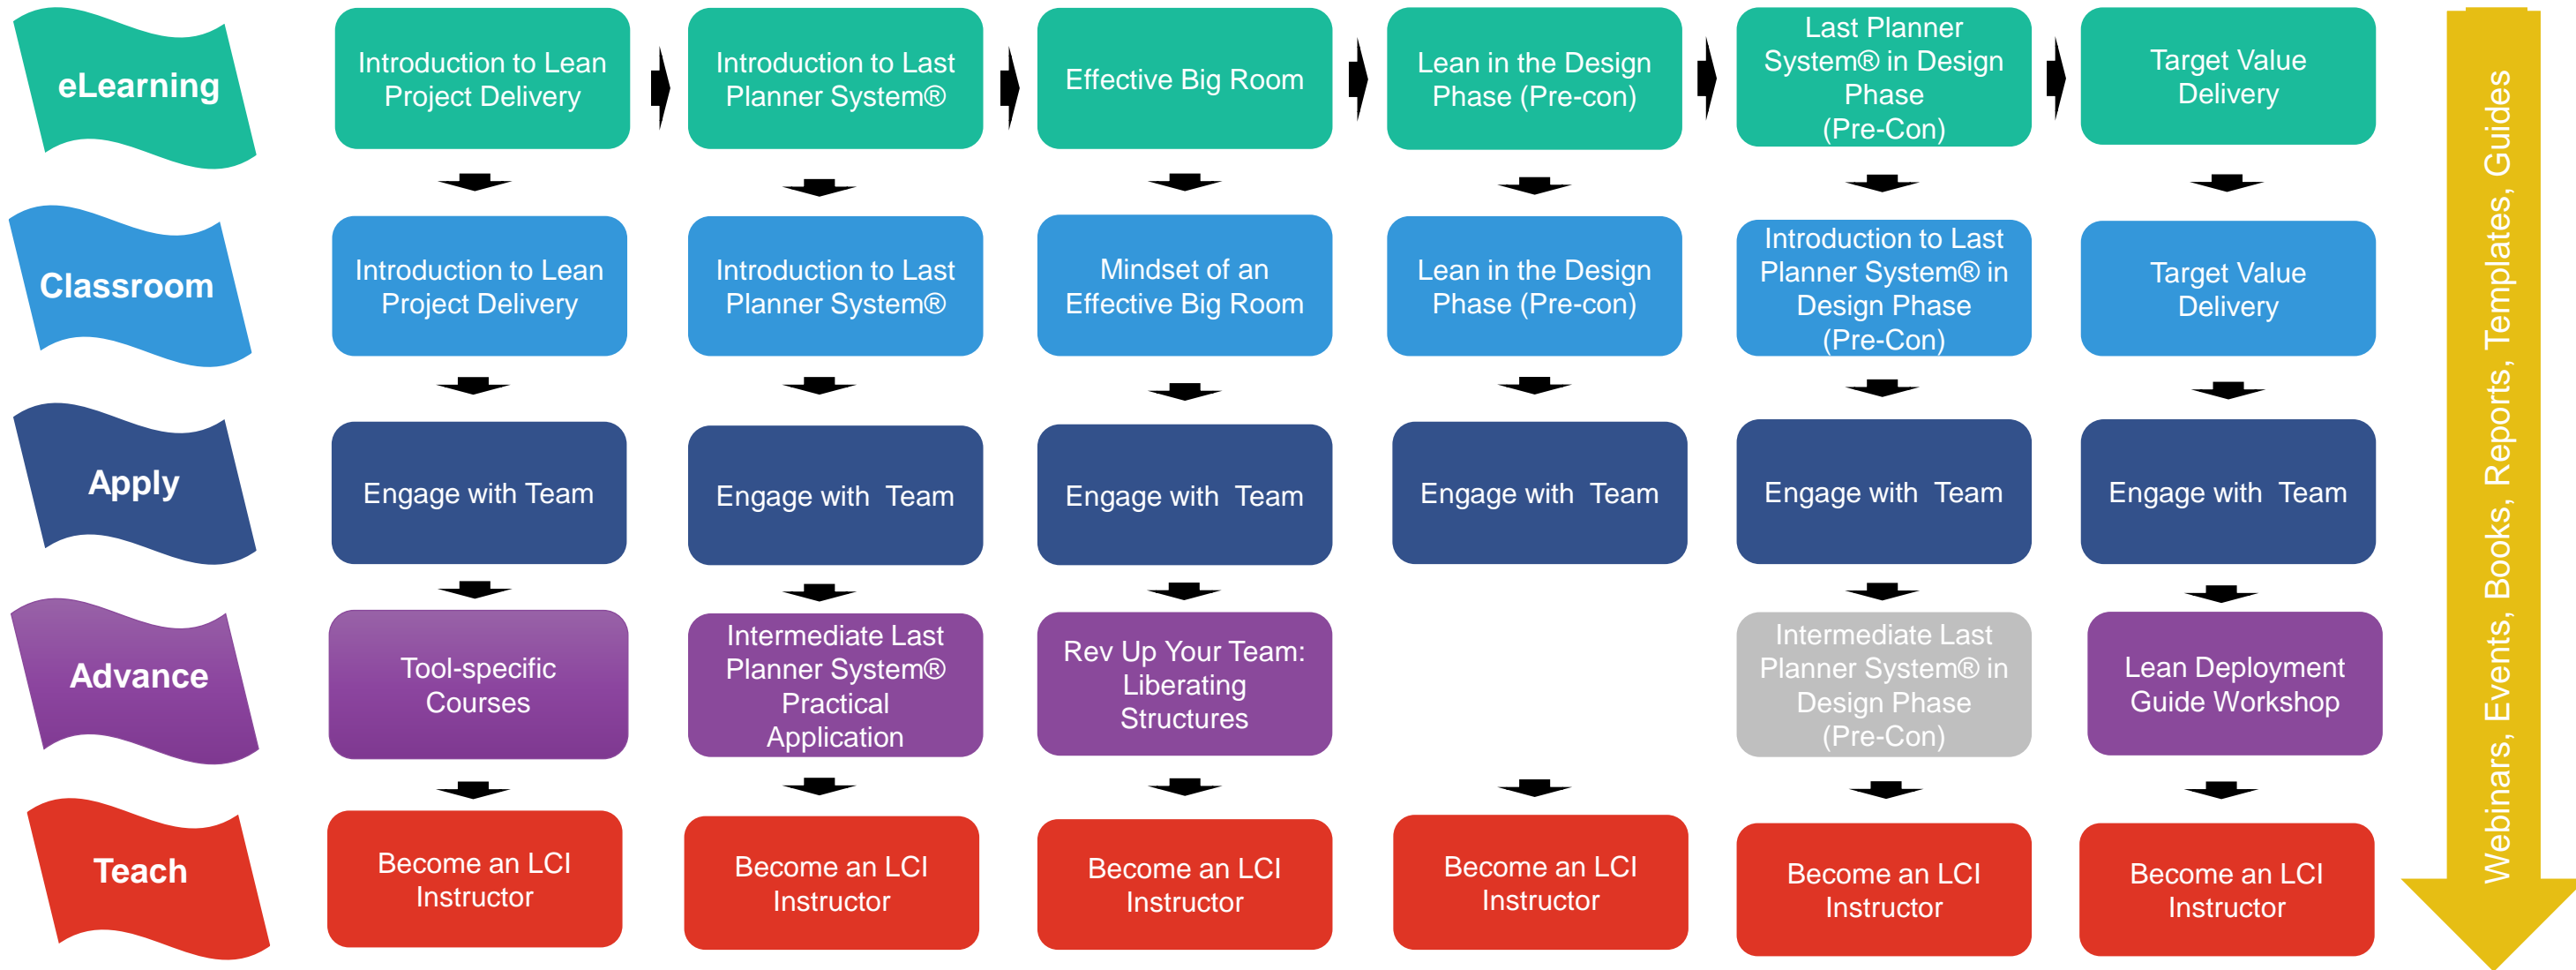 eLearning
Introduction to Lean
Project Delivery
Introduction to Last
Planner System®
Effective Big Room
Lean in the Design
Phase (Pre-con)
Last Planner
System® in Design
Phase
(Pre-Con)
Target Value
Delivery
Classroom
Introduction to Lean
Project Delivery
Introduction to Last
Planner System®
Mindset of an
Effective Big Room
Lean in the Design
Phase (Pre-con)
Introduction to Last
Planner System® in
Design Phase
(Pre-Con)
Target Value
Delivery
Apply
Engage with Team
Engage with  Team
Engage with  Team
Engage with  Team
Engage with  Team
Engage with  Team
Advance
Tool-specific
Courses
Intermediate Last
Planner System®
Practical
Application
Rev Up Your Team:
Liberating
Structures
Intermediate Last
Planner System® in
Design Phase
(Pre-Con)
Lean Deployment
Guide Workshop
Teach
Become an LCI
Instructor
Become an LCI
Instructor
Become an LCI
Instructor
Become an LCI
Instructor
Become an LCI
Instructor
Become an LCI
Instructor
Webinars, Events, Books, Reports, Templates, Guides